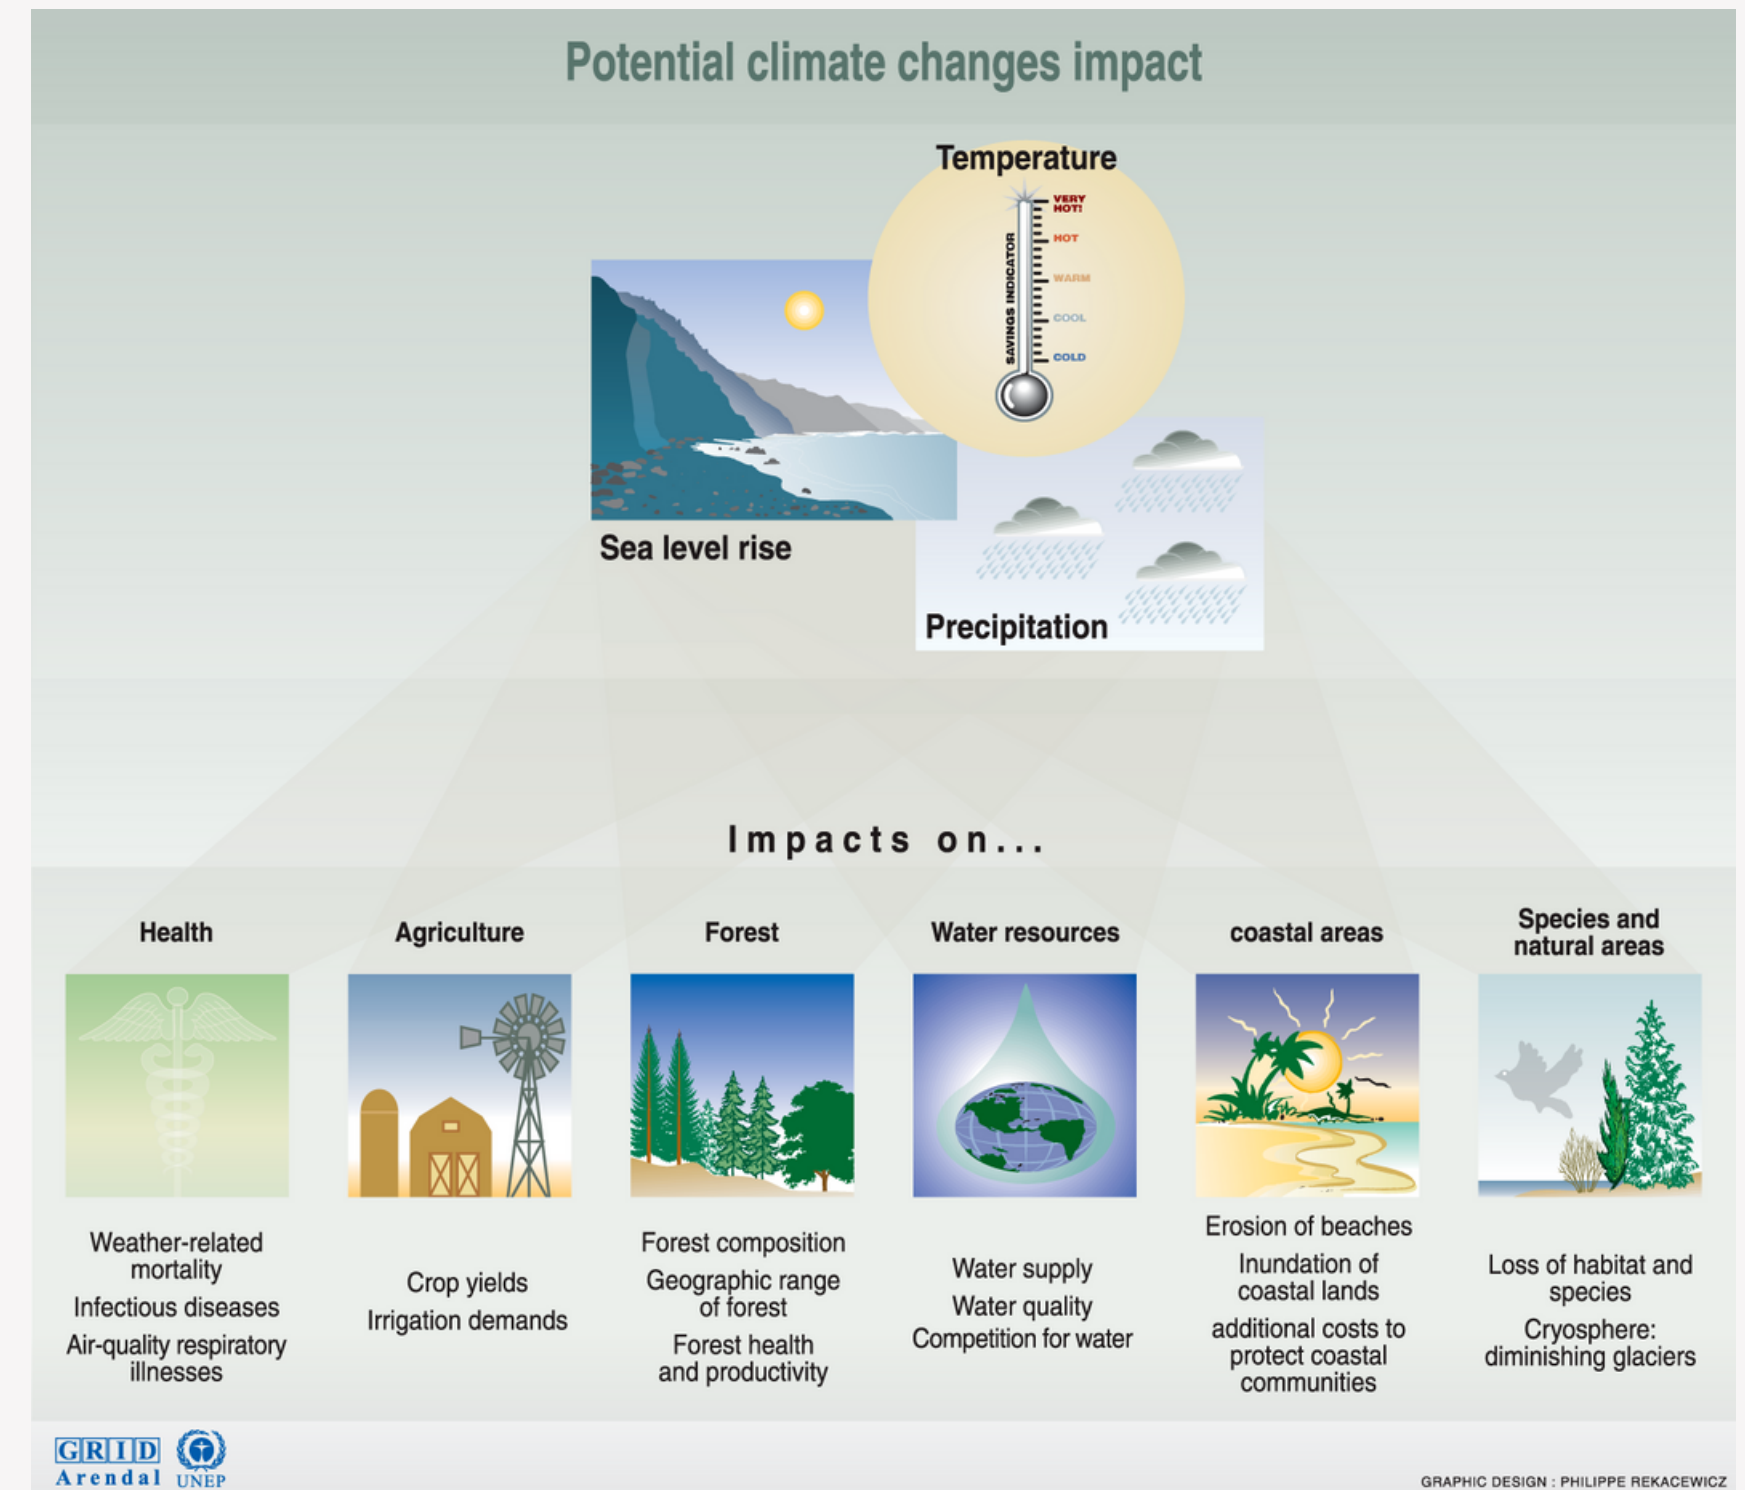 Potential climate changes impact
Temperature
VERY
HOT!
HOT
WARM
COOL
COLD
SAVINGS INDICATOR
Sea level rise
Precipitation
Impacts on...
Health
Weather-related
mortality
Infectious diseases
Air-quality respiratory
illnesses
Agriculture
Crop yields
Irrigation demands
Forest
Forest composition
Geographic range
of forest
Forest health
and productivity
Water resources
Water supply
Water quality
Competition for water
coastal areas
Erosion of beaches
Inundation of
coastal lands
additional costs to
protect coastal
communities
Species and
natural areas
Loss of habitat and
species
Cryosphere:
diminishing glaciers
GRID
Arendal
UNEP
GRAPHIC DESIGN : PHILIPPE REKACEWICZ